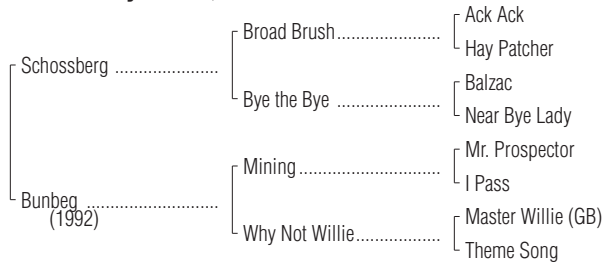 Ack Ack
Broad Brush....................
Hay Patcher
Schossberg ....................
Balzac
Bye the Bye ....................
Near Bye Lady
Mr. Prospector
Mining...........................
I Pass
Bunbeg ..........................
(1992)
Master Willie (GB)
Why Not Willie................
Theme Song